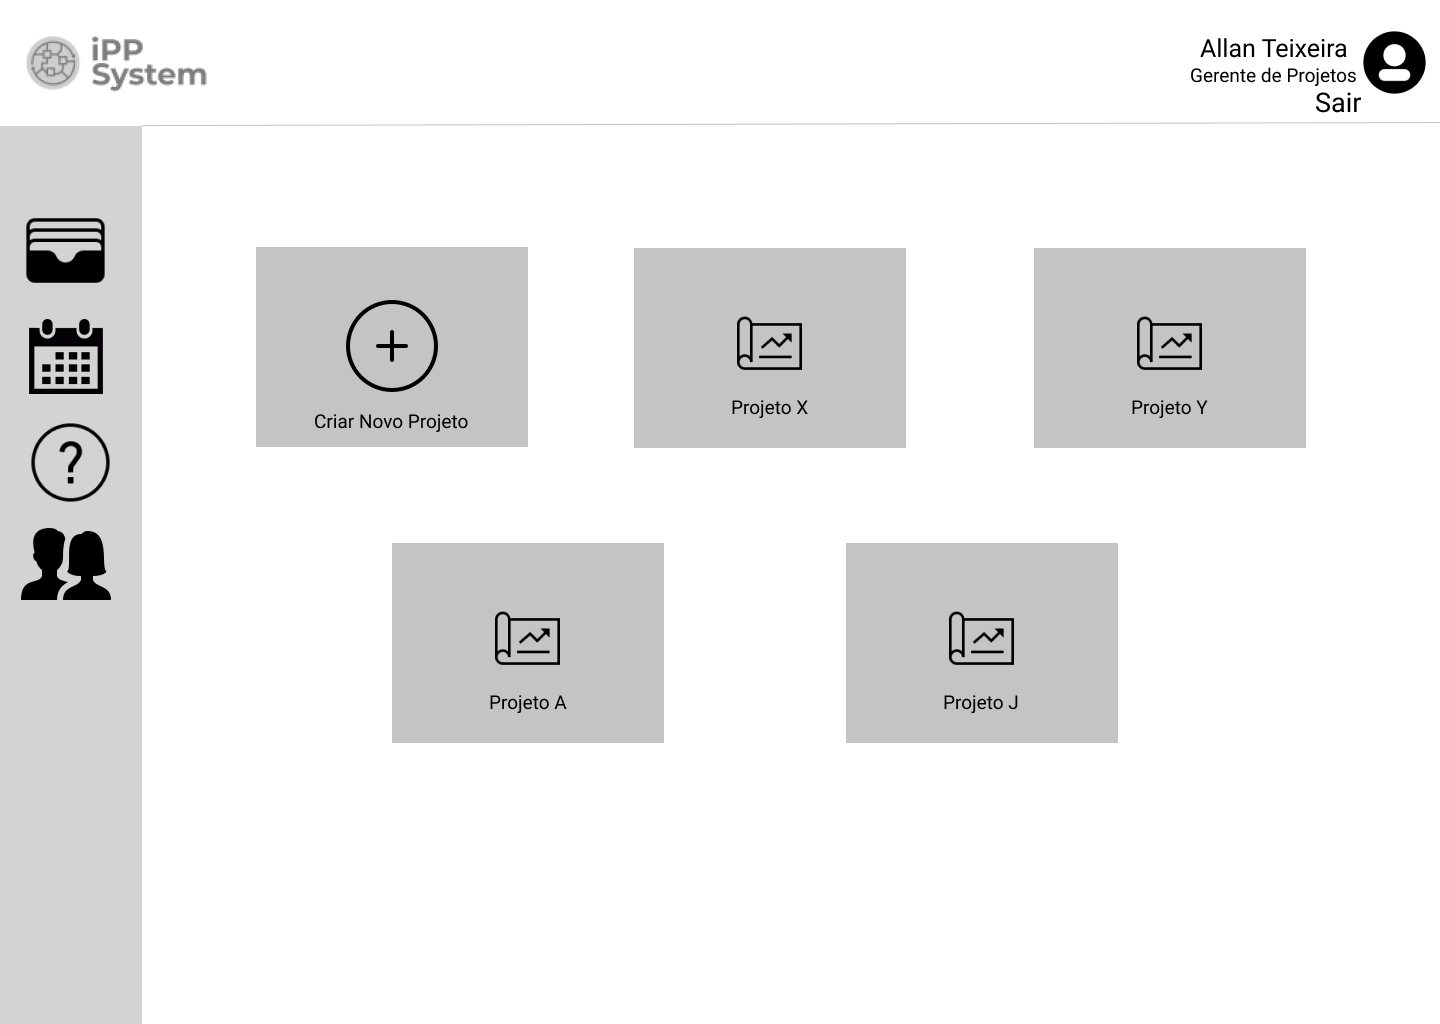 iPP
System
Allan Teixeira
Gerente de Projetos
Sair
Criar Novo Projeto
Projeto X
Projeto Y
Projeto A
Projeto J